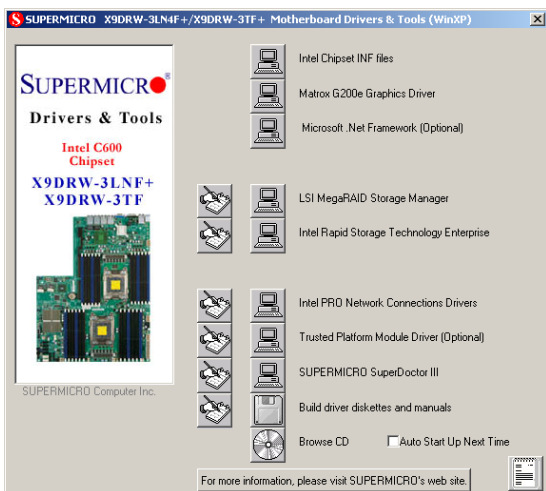 SUPERMICRO X9DRW-3LN4F+/X9DRW-3TF+ Motherboard Drivers & Tools (WinXP)
Intel Chipset INF files
SUPERMICRO®
Matrox G200e Graphics Driver
Drivers & Tools
Microsoft .Net Framework (Optional)
Intel C600
Chipset
X9DRW-3LNF+
X9DRW-3TF
LSI MegaRAID Storage Manager
Intel Rapid Storage Technology Enterprise
Intel PRO Network Connections Drivers
Trusted Platform Module Driver (Optional)
SUPERMICRO SuperDoctor III
SUPERMICRO Computer Inc.
Build driver diskettes and manuals
Browse CD
Auto Start Up Next Time
For more information, please visit SUPERMICRO's web site.